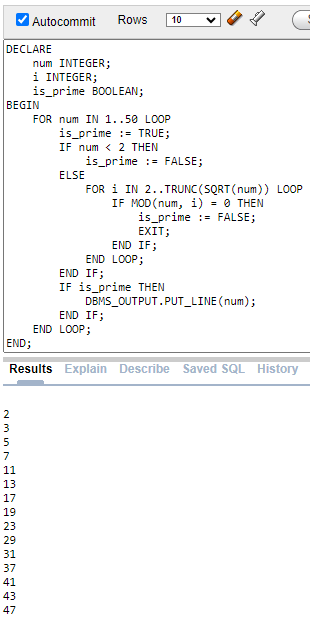 Autocommit Rows 10 S
DECLARE
    num INTEGER;
    i INTEGER;
    is_prime BOOLEAN;
BEGIN
    FOR num IN 1..50 LOOP
        is_prime := TRUE;
        IF num < 2 THEN
            is_prime := FALSE;
        ELSE
            FOR i IN 2..TRUNC(SQRT(num)) LOOP
                IF MOD(num, i) = 0 THEN
                    is_prime := FALSE;
                    EXIT;
                END IF;
            END LOOP;
        END IF;
        IF is_prime THEN
            DBMS_OUTPUT.PUT_LINE(num);
        END IF;
    END LOOP;
END;
Results Explain Describe Saved SQL History
2
3
5
7
11
13
17
19
23
29
31
37
41
43
47